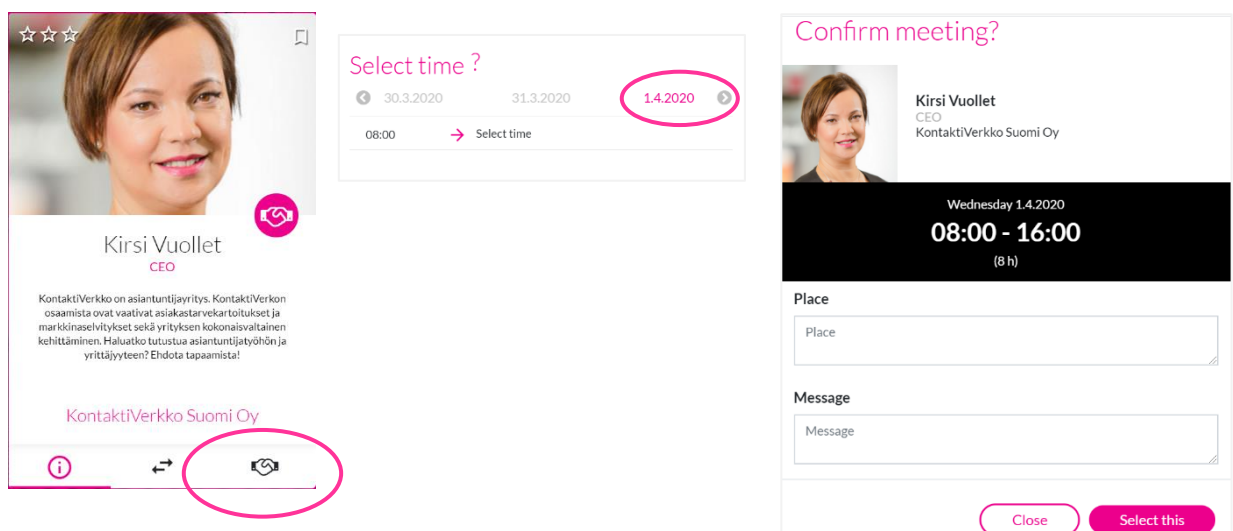 Kirsi Vuollet
CEO
KontaktiVerkko on asiantuntijayritys. KontaktiVerkon
osaamista ovat vaativat asiakastarvekartoitukset ja
markkinaselvitykset sekä yrityksen kokonaisvaltainen
kehittäminen. Haluatko tutustua asiantuntijatyöhön ja
yrittäjyyteen? Ehdota tapaamista!
KontaktiVerkko Suomi Oy
Select time ?
30.3.2020 31.3.2020 1.4.2020
08:00 → Select time
Confirm meeting?
Kirsi Vuollet
CEO
KontaktiVerkko Suomi Oy
Wednesday 1.4.2020
08:00 - 16:00
(8 h)
Place
Place
Message
Message
Close Select this